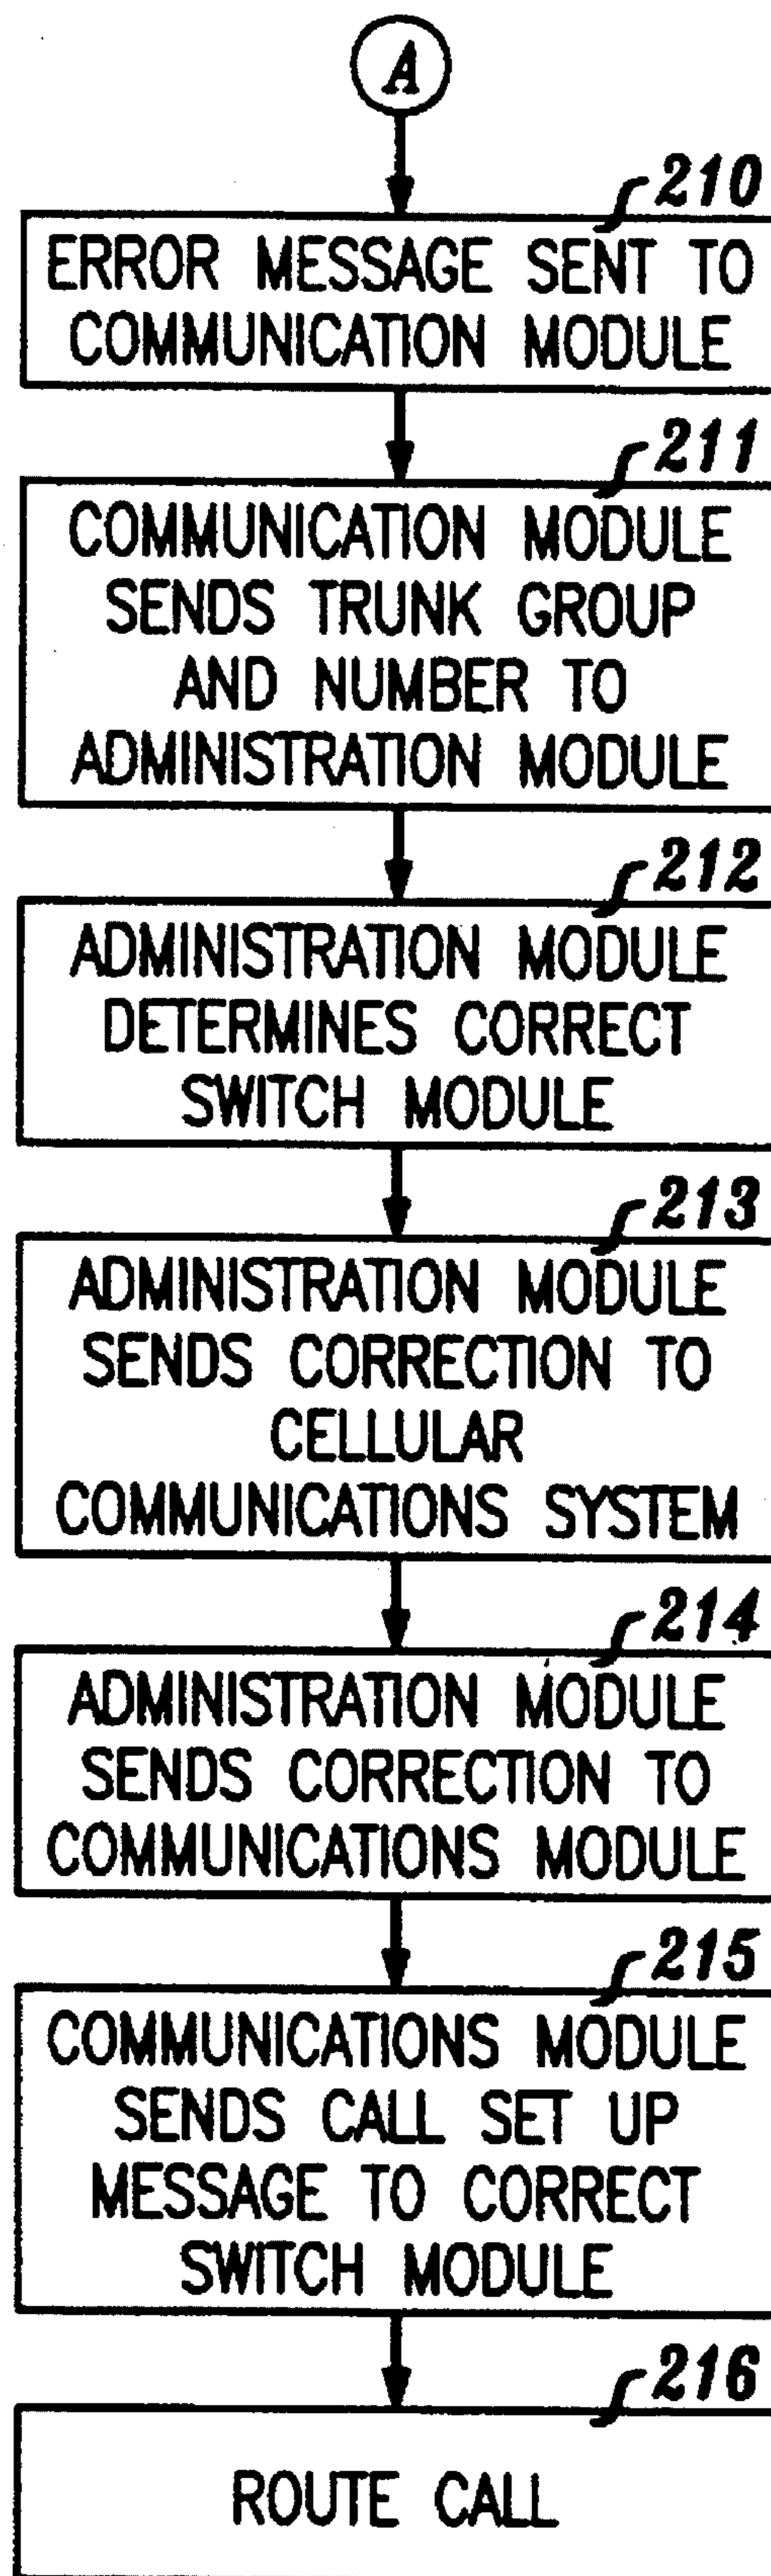 A
210
ERROR MESSAGE SENT TO
COMMUNICATION MODULE
211
COMMUNICATION MODULE
SENDS TRUNK GROUP
AND NUMBER TO
ADMINISTRATION MODULE
212
ADMINISTRATION MODULE
DETERMINES CORRECT
SWITCH MODULE
213
ADMINISTRATION MODULE
SENDS CORRECTION TO
CELLULAR
COMMUNICATIONS SYSTEM
214
ADMINISTRATION MODULE
SENDS CORRECTION TO
COMMUNICATIONS MODULE
215
COMMUNICATIONS MODULE
SENDS CALL SET UP
MESSAGE TO CORRECT
SWITCH MODULE
216
ROUTE CALL